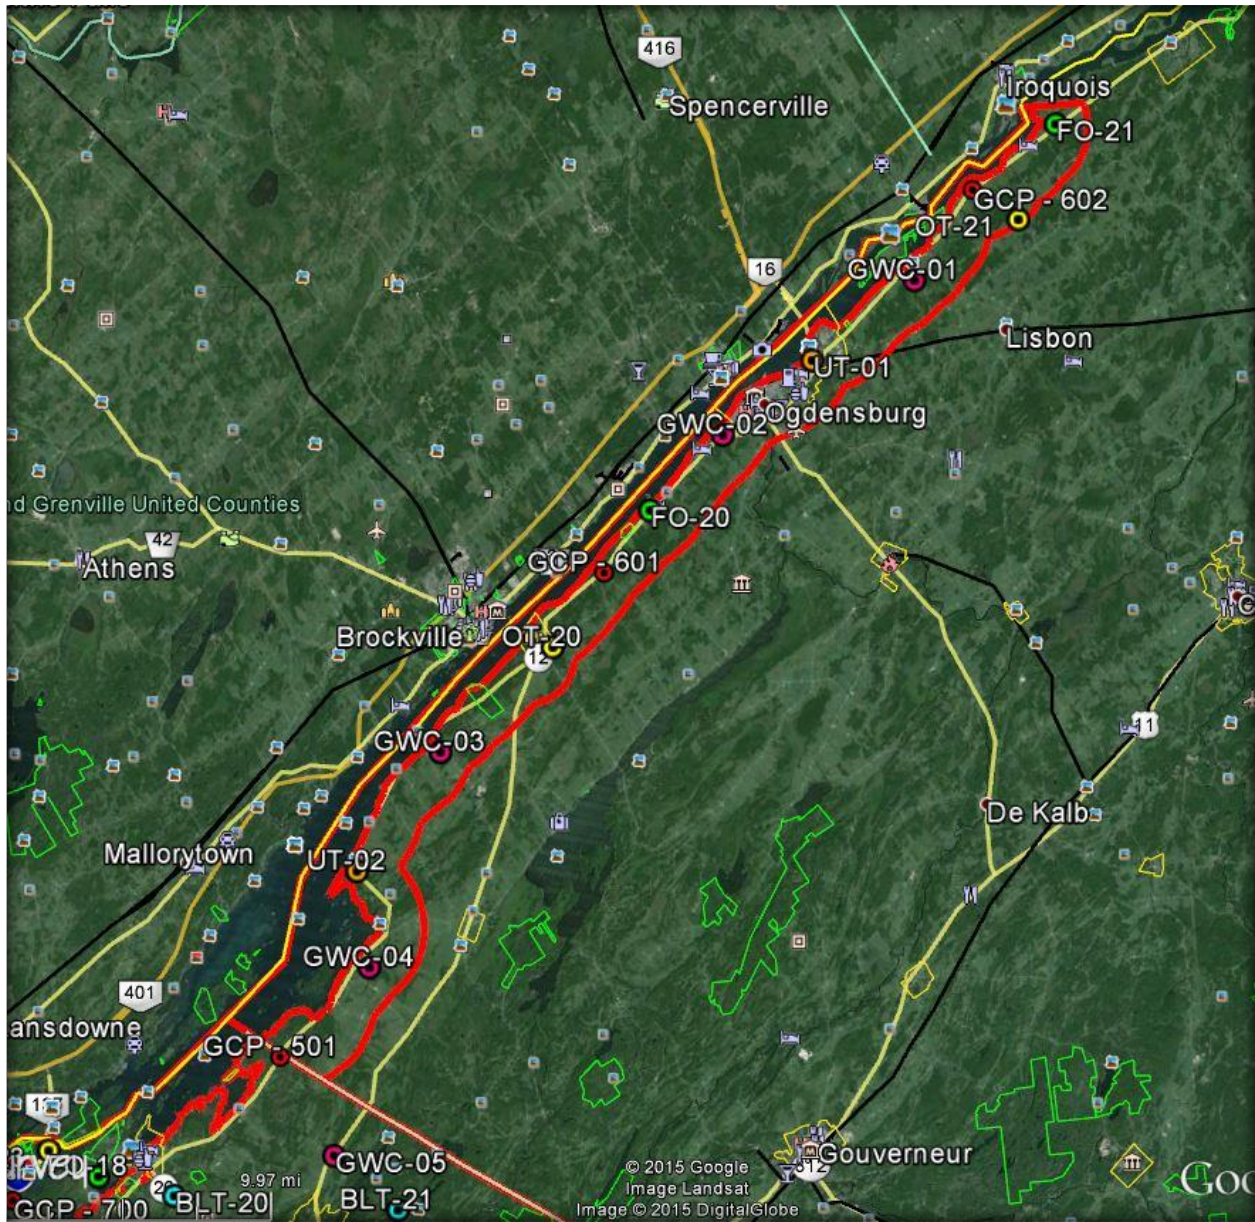 416
Spencerville
Iroquois
FO-21
GCP - 602
OT-21
16
GWC-01
Lisbon
UT-01
Ogdensburg
GWC-02
nd Grenville United Counties
FO-20
42
Athens
GCP - 601
Brockville
OT-20
12
GWC-03
11
De Kalb
Mallorytown
UT-02
GWC-04
401
ansdowne
GCP - 501
GWC-05
© 2015 Google
Image Landsat
Image © 2015 DigitalGlobe
Gouverneur
812
Goo
9.97 mi
BLT-20
BLT-21
GCP - 700